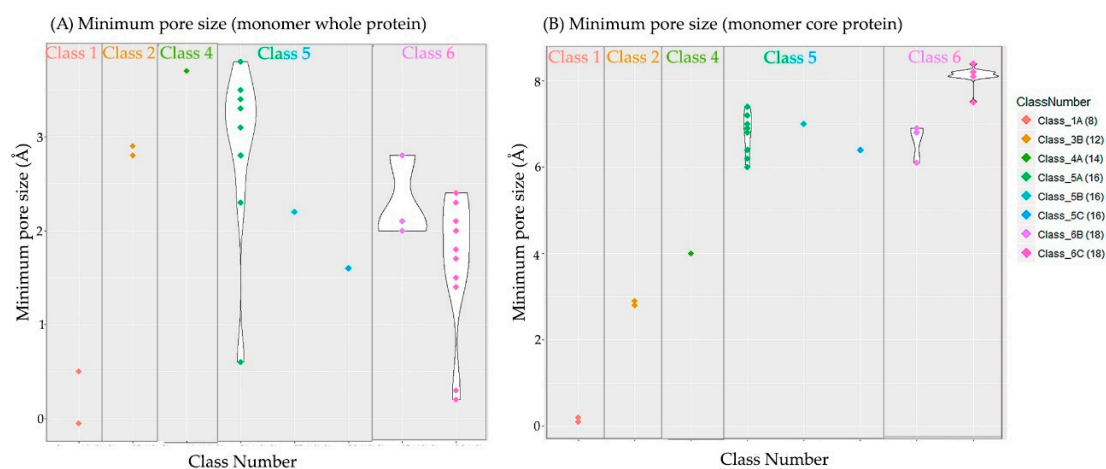 (A) Minimum pore size (monomer whole protein)
Class 1
Class 2
Class 4
Class 5
Class 6
Minimum pore size (Å)
3
2
1
0
Class Number
(B) Minimum pore size (monomer core protein)
Class 1
Class 2
Class 4
Class 5
Class 6
Minimum pore size (Å)
8
6
4
2
0
Class Number
ClassNumber
Class_1A (8)
Class_3B (12)
Class_4A (14)
Class_5A (16)
Class_5B (16)
Class_5C (16)
Class_6B (18)
Class_6C (18)